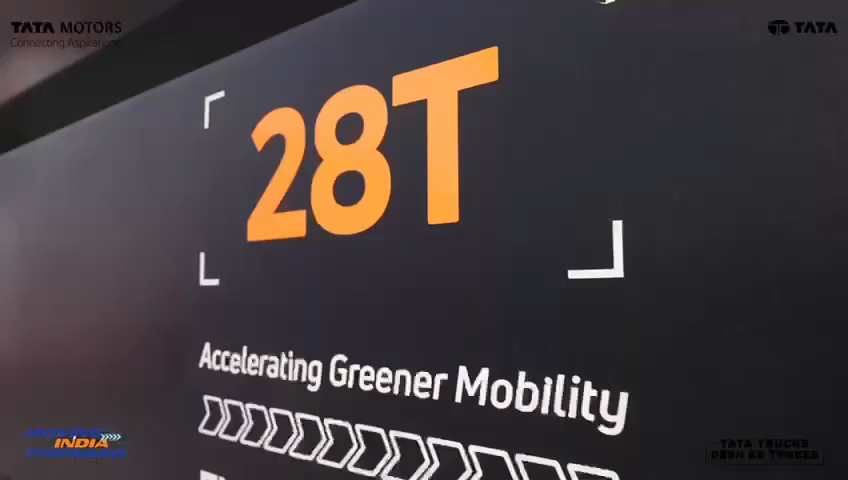 TATA MOTORS
Connecting Aspirations
TATA
28T
Accelerating Greener Mobility
INDIA
TATA TRUCKS
DESH KE TRUCKS